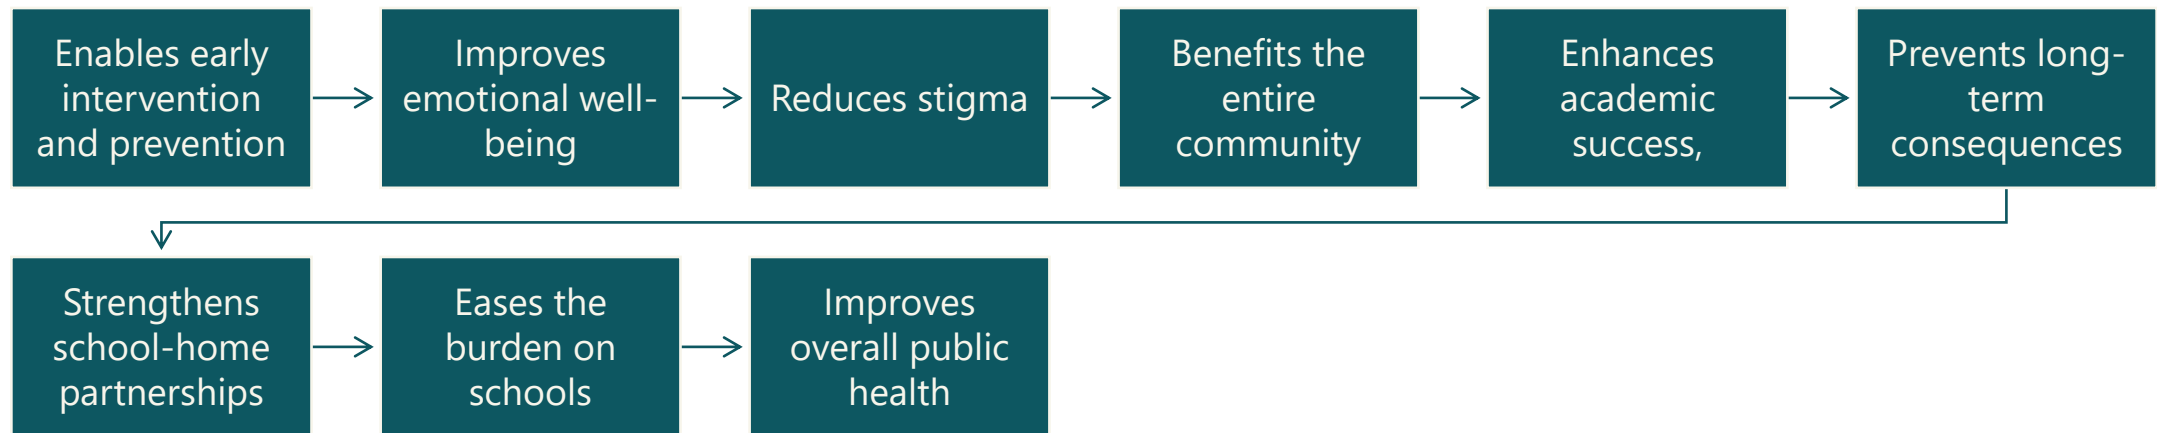 Enables early
intervention
and prevention
Improves
emotional well-
being
Reduces stigma
Benefits the
entire
community
Enhances
academic
success,
Prevents long-
term
consequences
Strengthens
school-home
partnerships
Eases the
burden on
schools
Improves
overall public
health